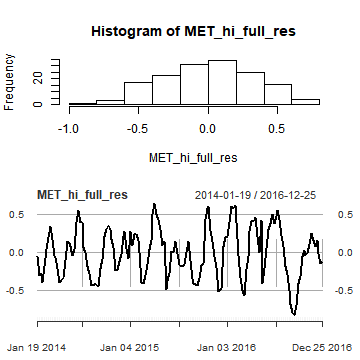 Histogram of MET_hi_full_res
Frequency
0 20
-1.0 -0.5 0.0 0.5
MET_hi_full_res
MET_hi_full_res 2014-01-19 / 2016-12-25
0.5 0.5
0.0 0.0
-0.5 -0.5
Jan 19 2014 Jan 04 2015 Jan 03 2016 Dec 25 2016